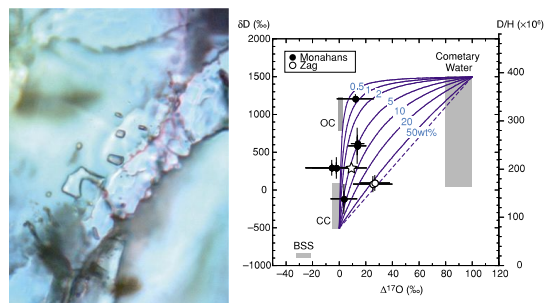 δD (‰)
D/H (×10⁶)
Monahans
Zag
Cometary
Water
2000
1500
1000
500
0
−500
−1000
400
300
200
100
0
0.5 1 2
5
10
20
50wt%
OC
CC
BSS
−40 −20 0 20 40 60 80 100 120
Δ¹⁷O (‰)